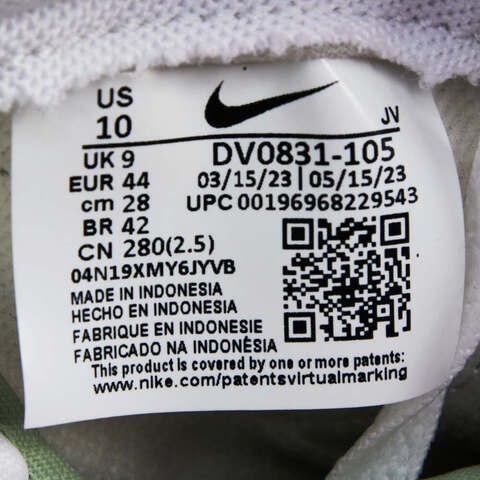 US
10
JV
UK 9
DV0831-105
EUR 44
03/15/23 | 05/15/23
cm 28
UPC 00196968229543
BR 42
CN 280(2.5)
04N19XMY6JYVB
MADE IN INDONESIA
HECHO EN INDONESIA
FABRIQUE EN INDONESIE
FABRICADO NA INDONÉSIA
This product is covered by one or more patents:
www.nike.com/patentsvirtualmarking